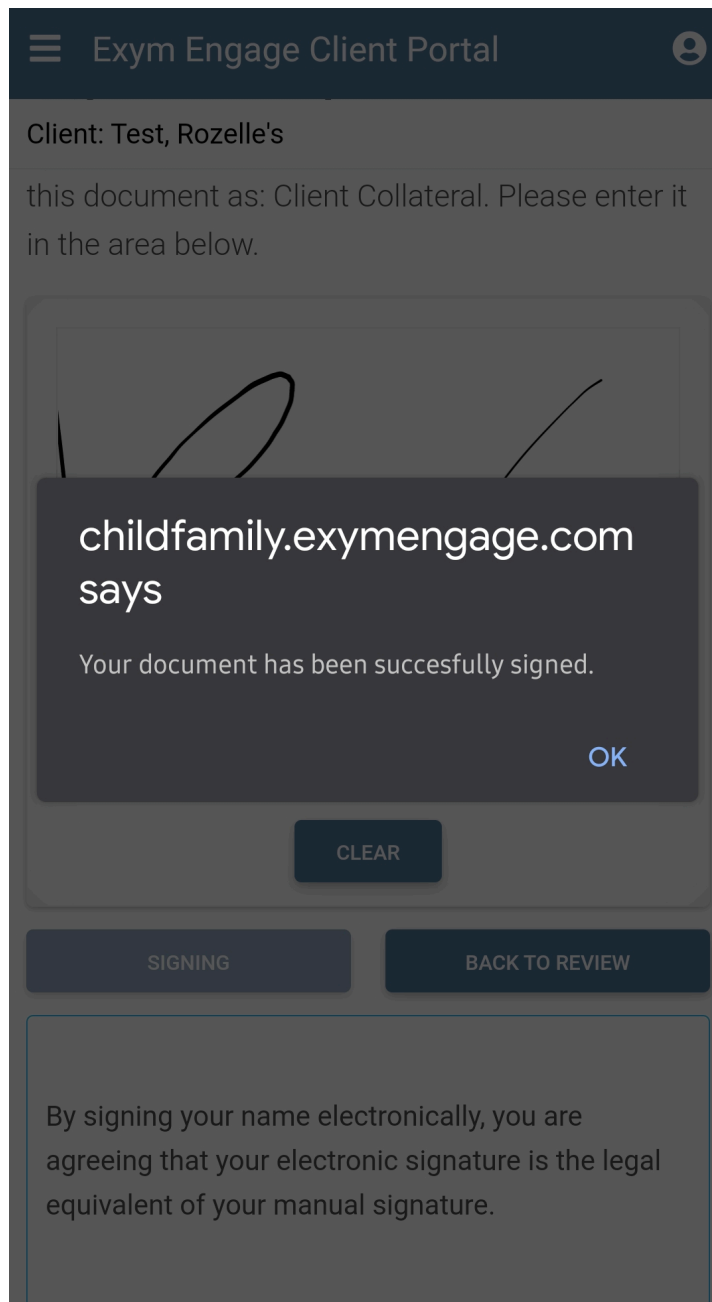 Exym Engage Client Portal
Client: Test, Rozelle's
this document as: Client Collateral. Please enter it
in the area below.
childfamily.exymengage.com
says
Your document has been succesfully signed.
OK
CLEAR
SIGNING
BACK TO REVIEW
By signing your name electronically, you are
agreeing that your electronic signature is the legal
equivalent of your manual signature.